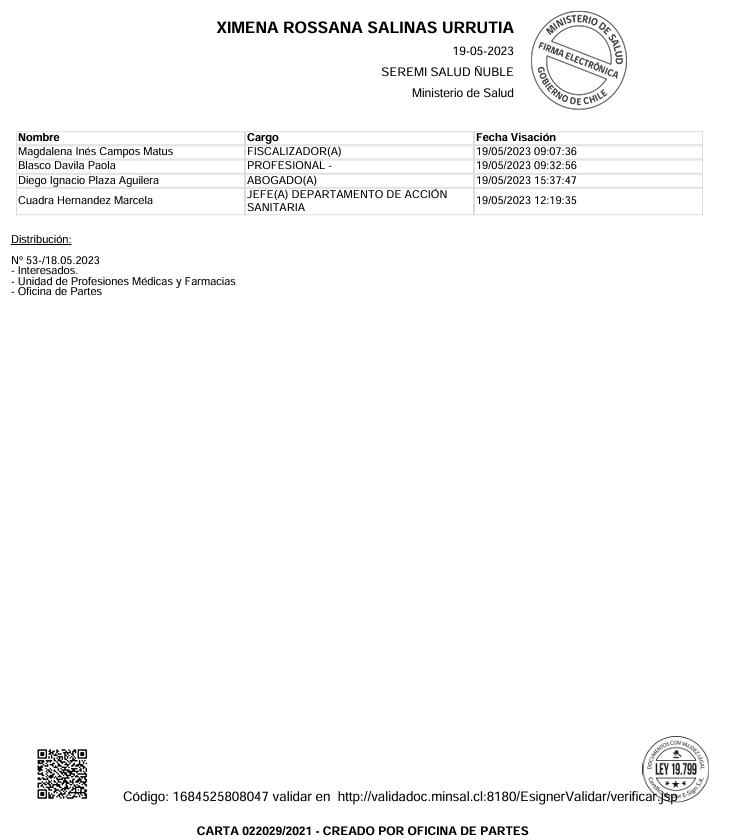 XIMENA ROSSANA SALINAS URRUTIA
19-05-2023
SEREMI SALUD ÑUBLE
Ministerio de Salud
MINISTERIO DE SALUD
FIRMA ELECTRÓNICA
GOBIERNO DE CHILE
Nombre Cargo Fecha Visación
Magdalena Inés Campos Matus FISCALIZADOR(A) 19/05/2023 09:07:36
Blasco Davila Paola PROFESIONAL - 19/05/2023 09:32:56
Diego Ignacio Plaza Aguilera ABOGADO(A) 19/05/2023 15:37:47
Cuadra Hernandez Marcela JEFE(A) DEPARTAMENTO DE ACCIÓN SANITARIA 19/05/2023 12:19:35
Distribución:
Nº 53-/18.05.2023
- Interesados.
- Unidad de Profesiones Médicas y Farmacias
- Oficina de Partes
DOCUMENTOS CON VALIDEZ LEGAL
LEY 19.799
Código: 1684525808047 validar en http://validadoc.minsal.cl:8180/EsignerValidar/verificar.jsp
CARTA 022029/2021 - CREADO POR OFICINA DE PARTES